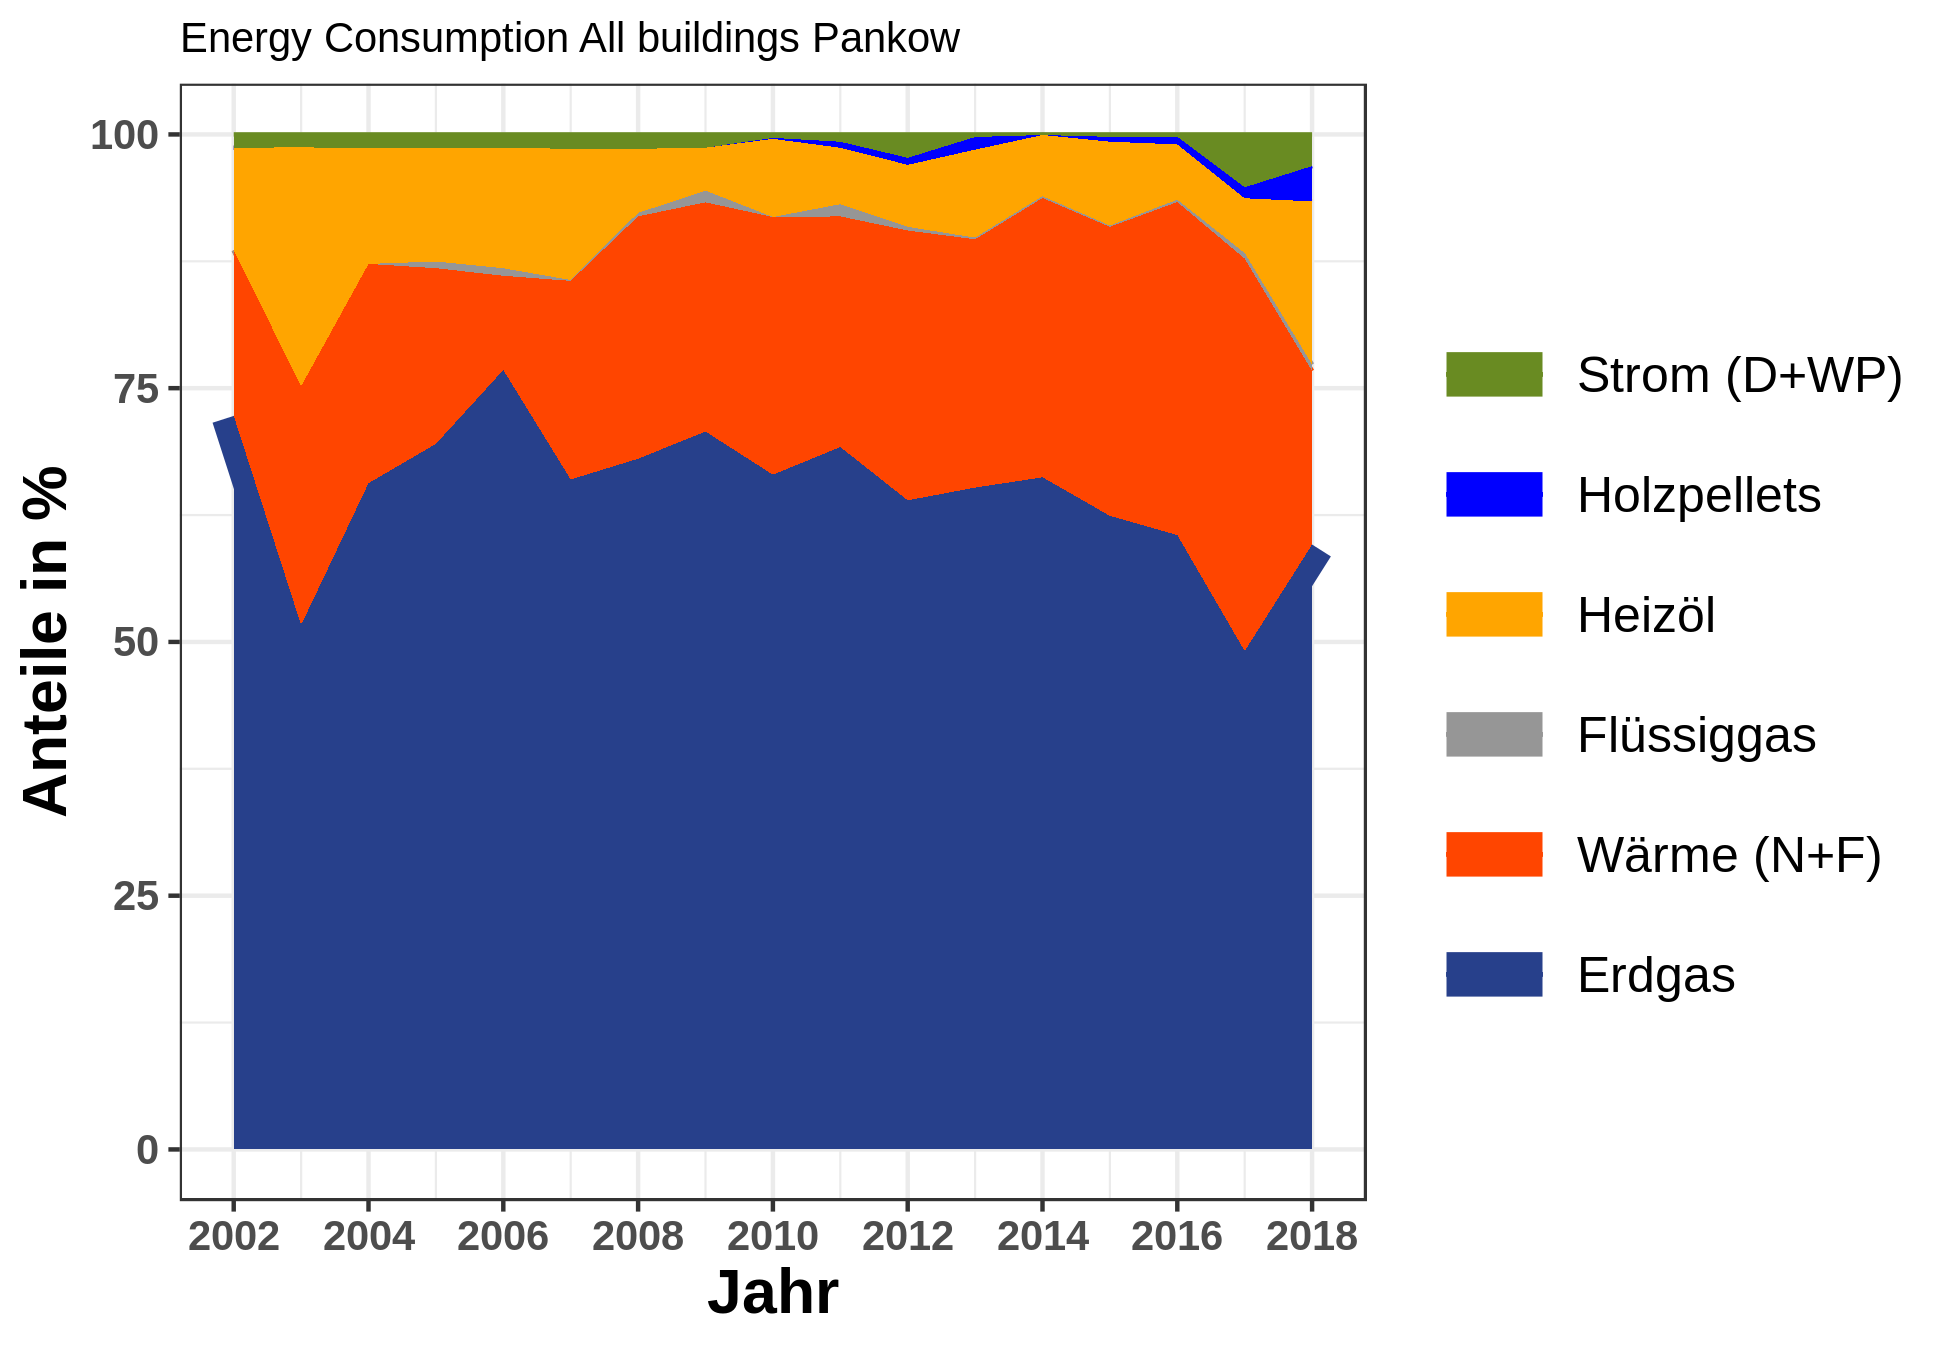 Energy Consumption All buildings Pankow
Anteile in %
100
75
50
25
0
2002 2004 2006 2008 2010 2012 2014 2016 2018
Jahr
Strom (D+WP)
Holzpellets
Heizöl
Flüssiggas
Wärme (N+F)
Erdgas